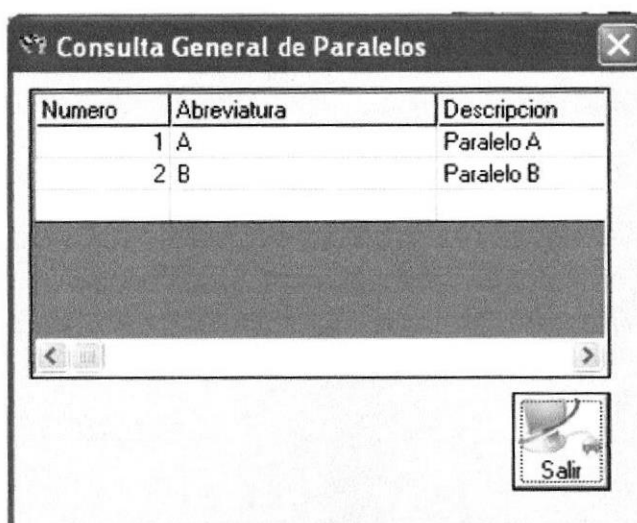 Consulta General de Paralelos
Numero Abreviatura Descripcion
1 A Paralelo A
2 B Paralelo B
Salir